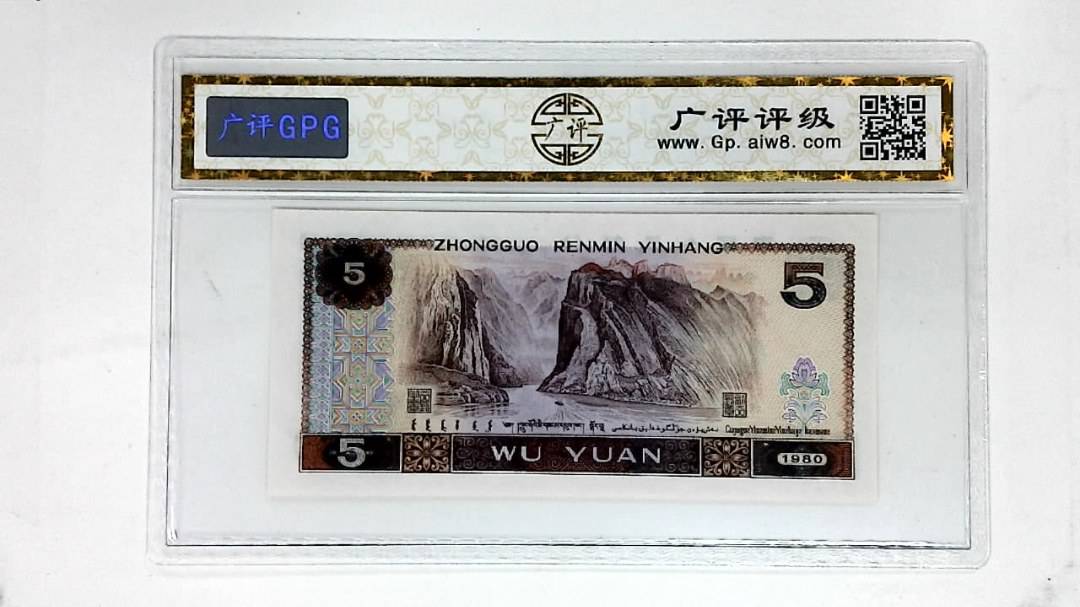 广评GPG
广评
广评评级
www. Gp. aiw8. com
ZHONGGUO RENMIN YINHANG
5
5
5
WU YUAN
1980